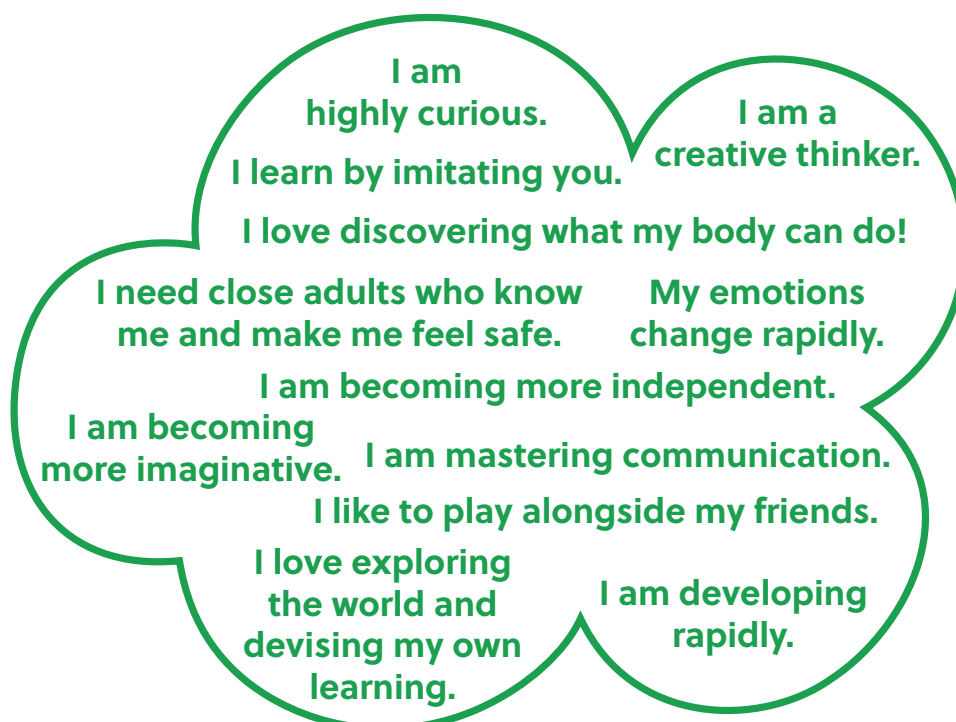 I am
highly curious.
I am a
creative thinker.
I learn by imitating you.
I love discovering what my body can do!
I need close adults who know
me and make me feel safe.
My emotions
change rapidly.
I am becoming more independent.
I am becoming
more imaginative.
I am mastering communication.
I like to play alongside my friends.
I love exploring
the world and
devising my own
learning.
I am developing
rapidly.